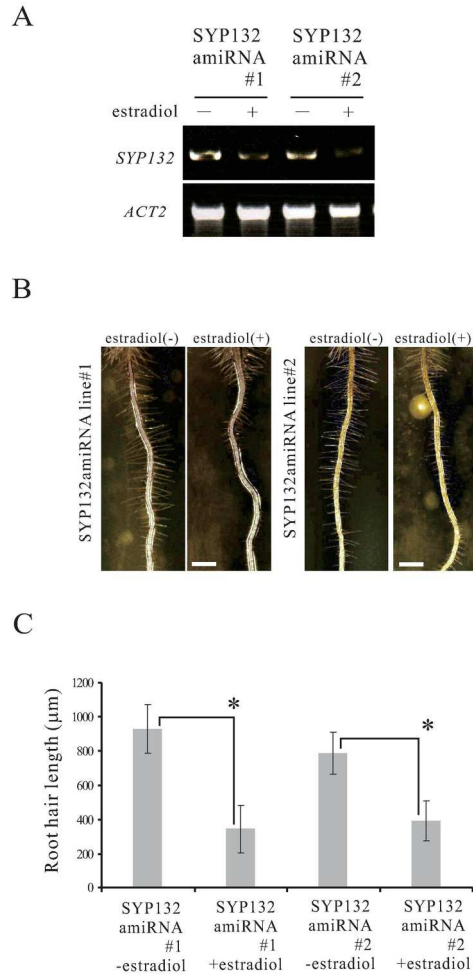 A
SYP132 SYP132
amiRNA amiRNA
#1 #2
estradiol — + — +
SYP132
ACT2
B
estradiol(-) estradiol(+) estradiol(-) estradiol(+)
SYP132amiRNA line#1
SYP132amiRNA line#2
C
Root hair length (μm)
1200
1000
800
600
400
200
0
* *
SYP132 SYP132 SYP132 SYP132
amiRNA amiRNA amiRNA amiRNA
#1 #1 #2 #2
-estradiol +estradiol -estradiol +estradiol